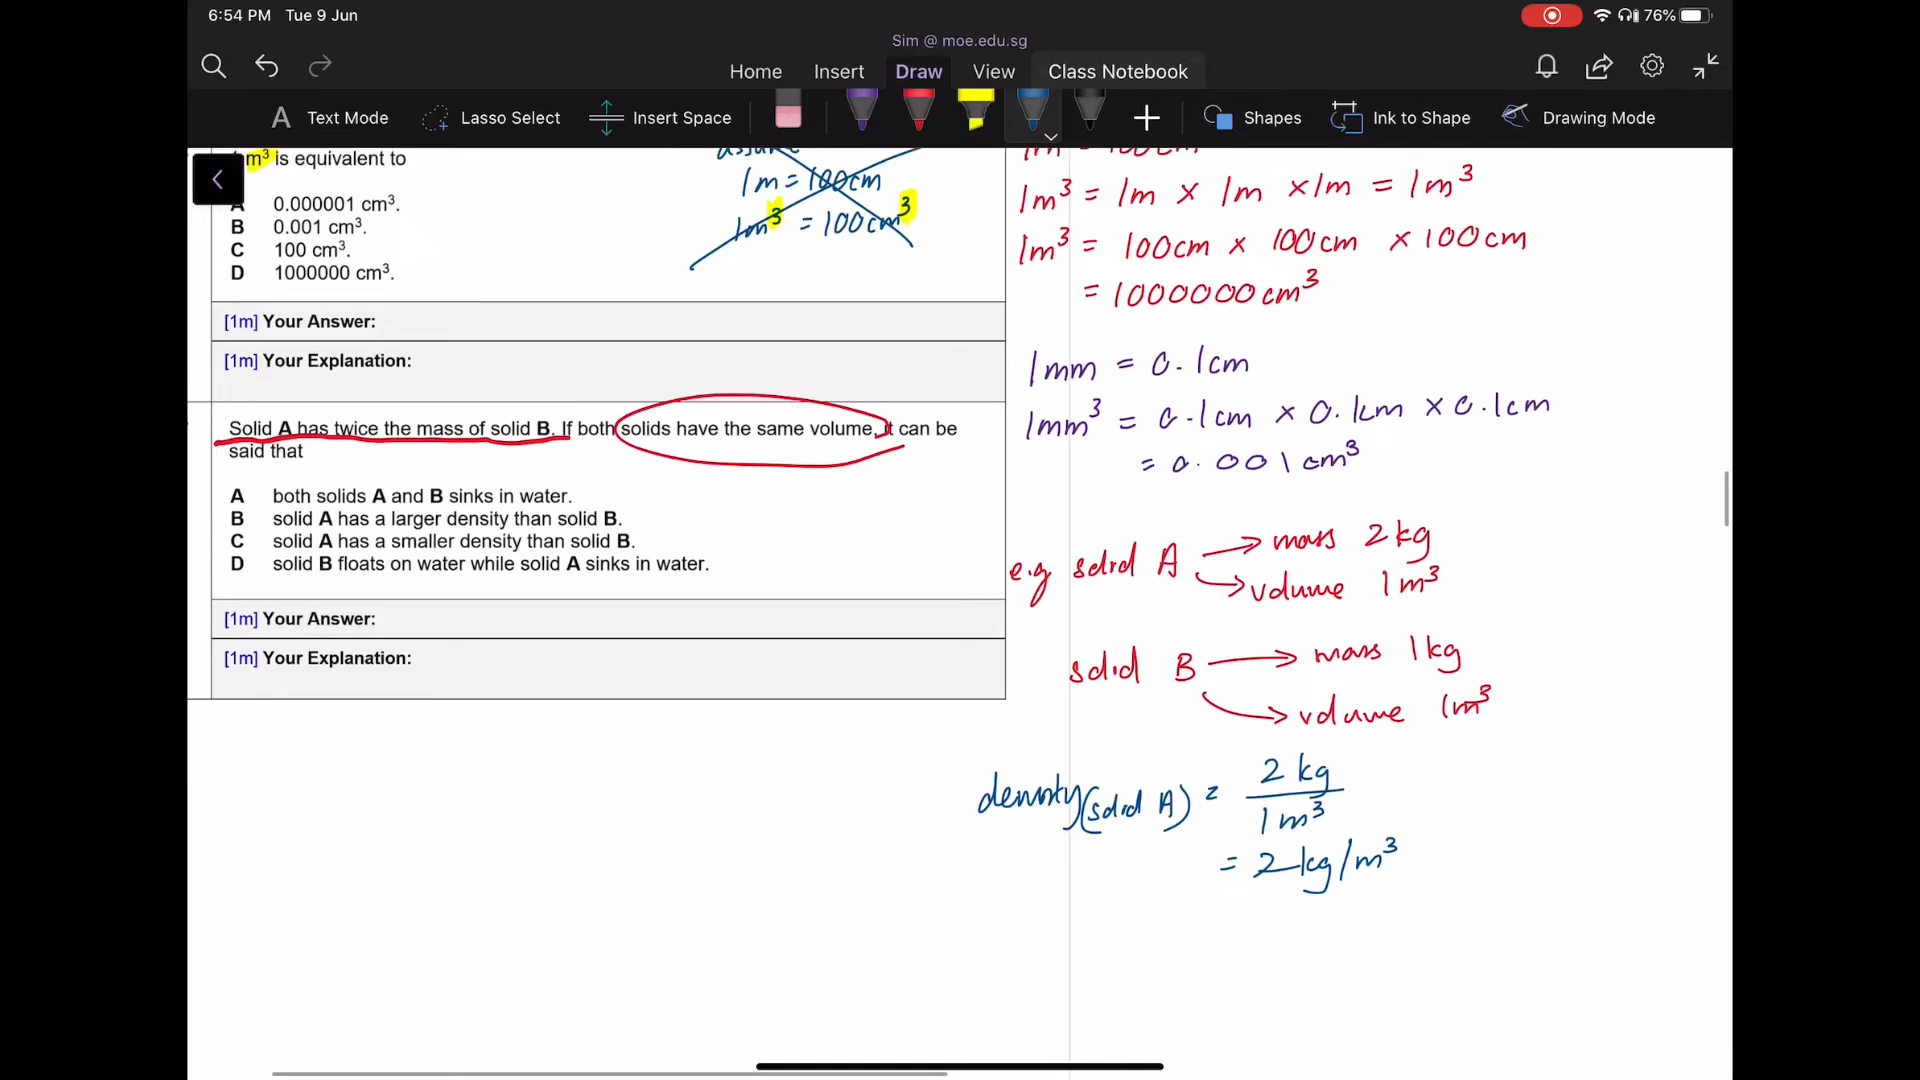 6:54 PM Tue 9 Jun
76%
Sim @ moe.edu.sg
Home Insert Draw View Class Notebook
Text Mode Lasso Select Insert Space Shapes Ink to Shape Drawing Mode
m³ is equivalent to
A 0.000001 cm³.
B 0.001 cm³.
C 100 cm³.
D 1000000 cm³.
assume
1m = 100cm
1m³ = 100cm³
[1m] Your Answer:
[1m] Your Explanation:
Solid A has twice the mass of solid B. If both solids have the same volume, it can be
said that
A both solids A and B sinks in water.
B solid A has a larger density than solid B.
C solid A has a smaller density than solid B.
D solid B floats on water while solid A sinks in water.
[1m] Your Answer:
[1m] Your Explanation:
1m = 100cm
1m³ = 1m × 1m × 1m = 1m³
1m³ = 100cm × 100cm × 100cm
= 1000000cm³
1mm = 0.1cm
1mm³ = 0.1cm × 0.1cm × 0.1cm
= 0.001cm³
e.g solid A → mass 2kg
→ volume 1m³
solid B → mass 1kg
→ volume 1m³
density(solid A) = 2kg
1m³
= 2kg/m³